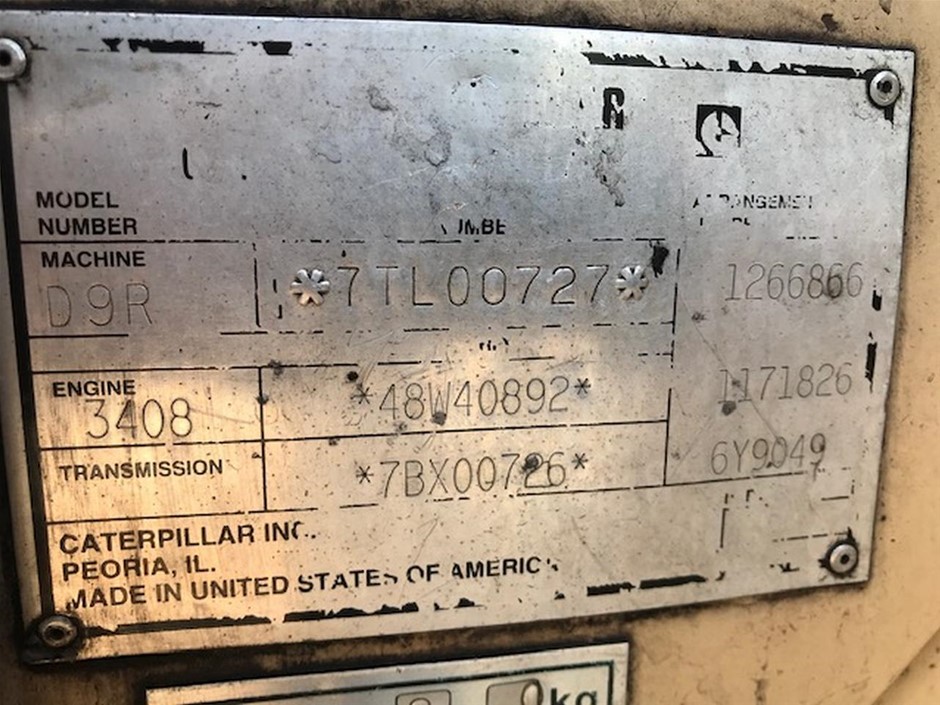 MODEL
NUMBER
MACHINE
D9R
*7TL00727*
1266866
ENGINE
3408
*48W40892*
1171826
TRANSMISSION
*7BX00726*
6Y9049
CATERPILLAR INC.
PEORIA, IL.
MADE IN UNITED STATES OF AMERICA
kg